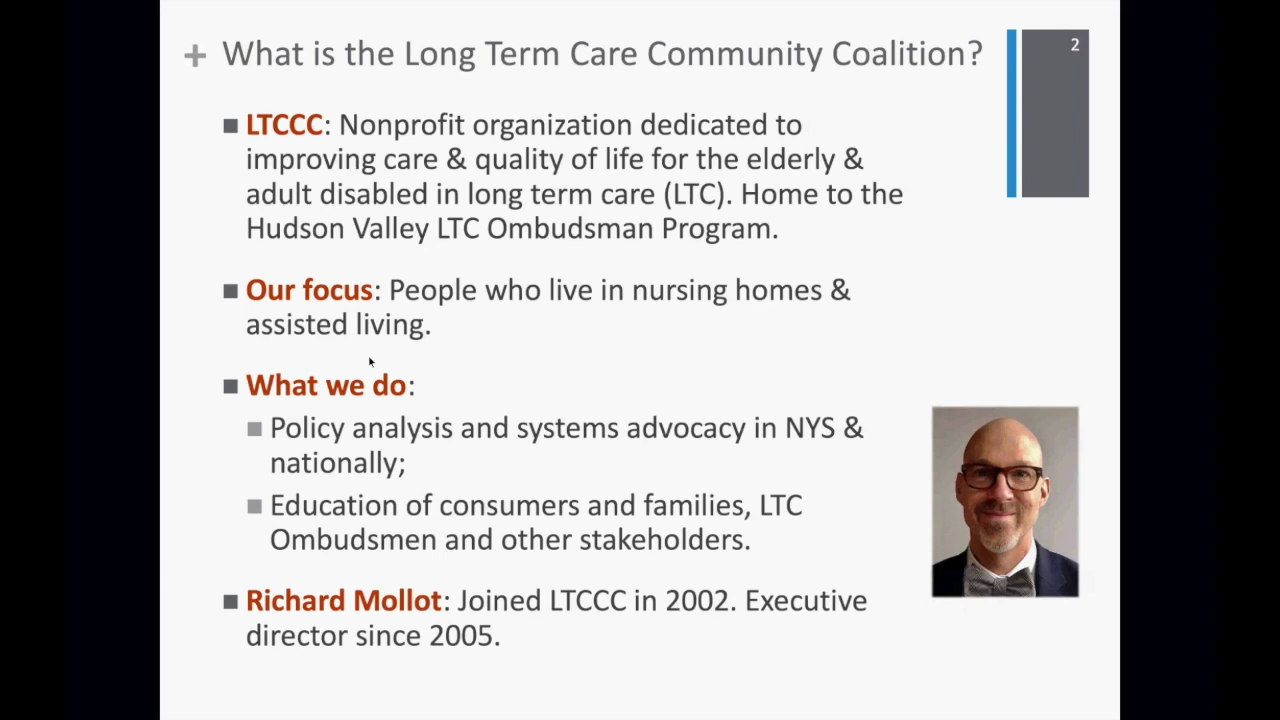 + What is the Long Term Care Community Coalition?
2
■ LTCCC: Nonprofit organization dedicated to
improving care & quality of life for the elderly &
adult disabled in long term care (LTC). Home to the
Hudson Valley LTC Ombudsman Program.
■ Our focus: People who live in nursing homes &
assisted living.
■ What we do:
■ Policy analysis and systems advocacy in NYS &
nationally;
■ Education of consumers and families, LTC
Ombudsmen and other stakeholders.
■ Richard Mollot: Joined LTCCC in 2002. Executive
director since 2005.